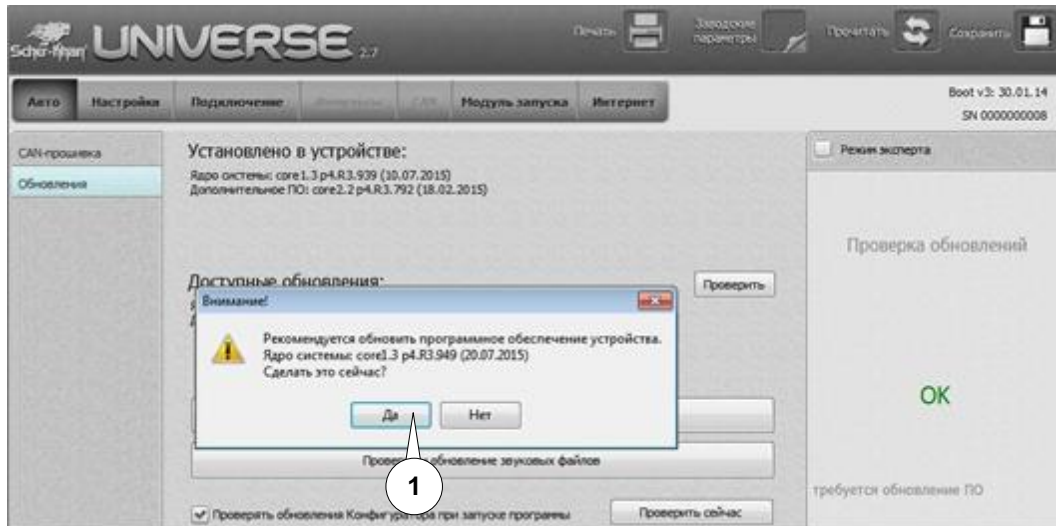 Scher-Khan UNIVERSE 2.7
Печать
Заводские параметры
Прочитать
Сохранить
Авто
Настройки
Подключение
CAN
Модуль запуска
Интернет
Boot v3: 30.01.14
SN 0000000008
CAN-прошивка
Обновления
Установлено в устройстве:
Ядро системы: core1.3 p4.R3.939 (10.07.2015)
Дополнительное ПО: core2.2 p4.R3.792 (18.02.2015)
Доступные обновления:
Проверить
Внимание!
Рекомендуется обновить программное обеспечение устройства.
Ядро системы: core1.3 p4.R3.949 (20.07.2015)
Сделать это сейчас?
Да
Нет
обновление звуковых файлов
Проверять обновления Конфигуратора при запуске программы
Проверить сейчас
1
Режим эксперта
Проверка обновлений
OK
требуется обновление ПО